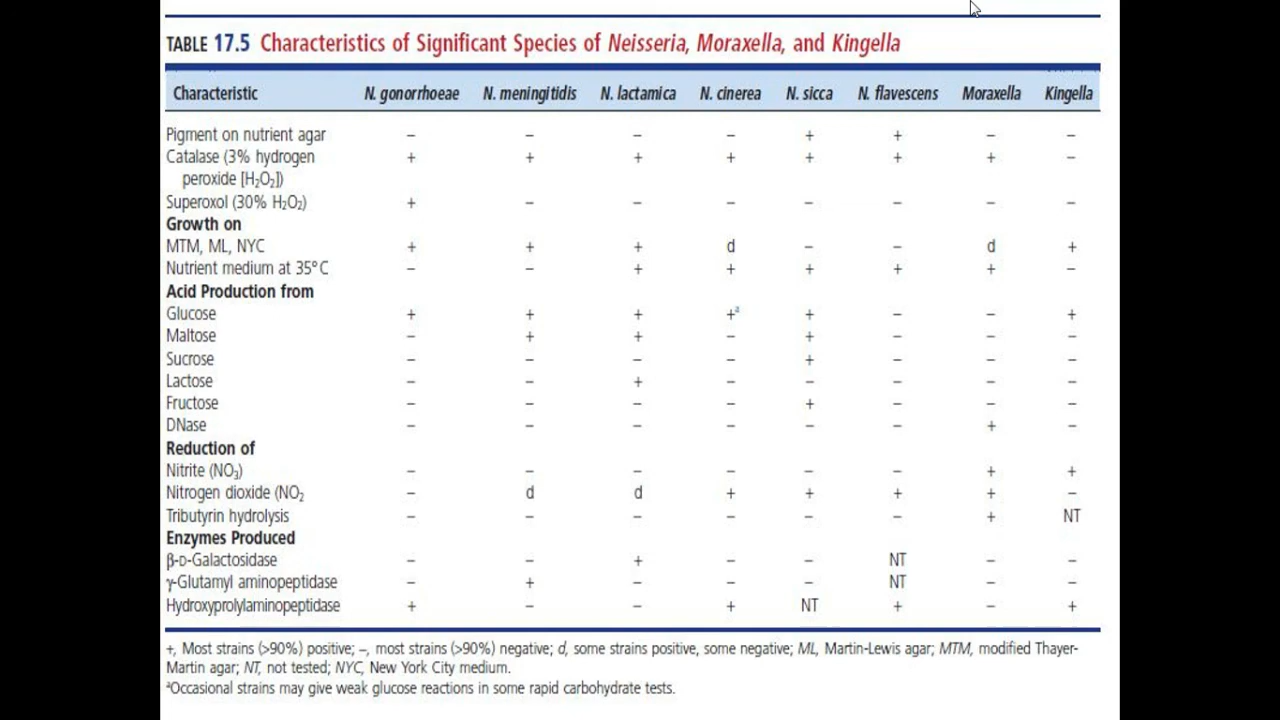 TABLE 17.5 Characteristics of Significant Species of Neisseria, Moraxella, and Kingella
Characteristic N. gonorrhoeae N. meningitidis N. lactamica N. cinerea N. sicca N. flavescens Moraxella Kingella
Pigment on nutrient agar – – – – + + – –
Catalase (3% hydrogen + + + + + + + –
peroxide [H₂O₂])
Superoxol (30% H₂O₂) + – – – – – – –
Growth on
MTM, ML, NYC + + + d – – d +
Nutrient medium at 35°C – – + + + + + –
Acid Production from
Glucose + + + +ᵃ + – – +
Maltose – + + – + – – –
Sucrose – – – – + – – –
Lactose – – + – – – – –
Fructose – – – – + – – –
DNase – – – – – – + –
Reduction of
Nitrite (NO₃) – – – – – – + +
Nitrogen dioxide (NO₂ – d d + + + + –
Tributyrin hydrolysis – – – – – – + NT
Enzymes Produced
β-D-Galactosidase – – + – – NT – –
γ-Glutamyl aminopeptidase – + – – – NT – –
Hydroxyprolylaminopeptidase + – – + NT + – +
+, Most strains (>90%) positive; –, most strains (>90%) negative; d, some strains positive, some negative; ML, Martin-Lewis agar; MTM, modified Thayer-
Martin agar; NT, not tested; NYC, New York City medium.
ᵃOccasional strains may give weak glucose reactions in some rapid carbohydrate tests.